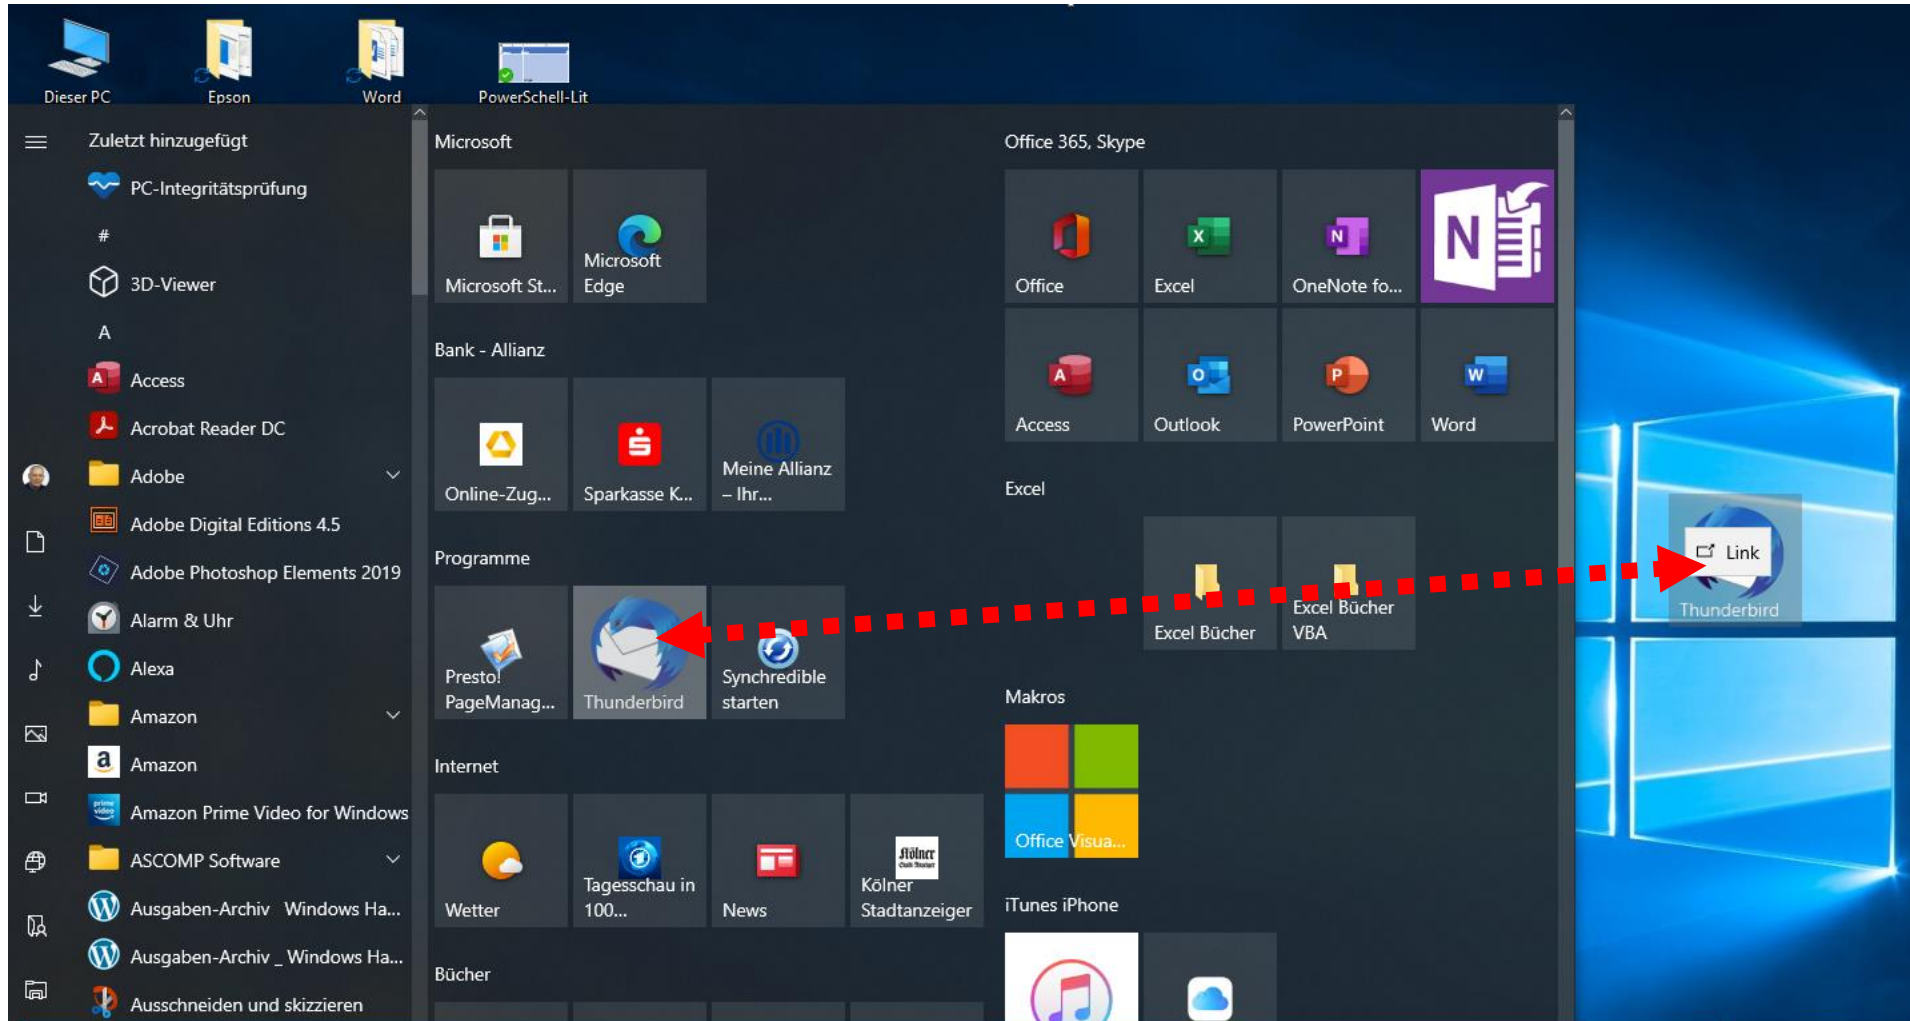 Dieser PC
Epson
Word
PowerSchell-Lit
Zuletzt hinzugefügt
PC-Integritätsprüfung
#
3D-Viewer
A
Access
Acrobat Reader DC
Adobe
Adobe Digital Editions 4.5
Adobe Photoshop Elements 2019
Alarm & Uhr
Alexa
Amazon
Amazon
Amazon Prime Video for Windows
ASCOMP Software
Ausgaben-Archiv Windows Ha...
Ausgaben-Archiv _ Windows Ha...
Ausschneiden und skizzieren
Microsoft
Microsoft St...
Microsoft
Edge
Bank - Allianz
Online-Zug...
Sparkasse K...
Meine Allianz
– Ihr...
Programme
Presto!
PageManag...
Thunderbird
Synchredible
starten
Internet
Wetter
Tagesschau in
100...
News
Kölner
Stadt-Anzeiger
Kölner
Stadtanzeiger
Bücher
Office 365, Skype
Office
Excel
OneNote fo...
Access
Outlook
PowerPoint
Word
Excel
Excel Bücher
Excel Bücher
VBA
Makros
Office Visua...
iTunes iPhone
Link
Thunderbird